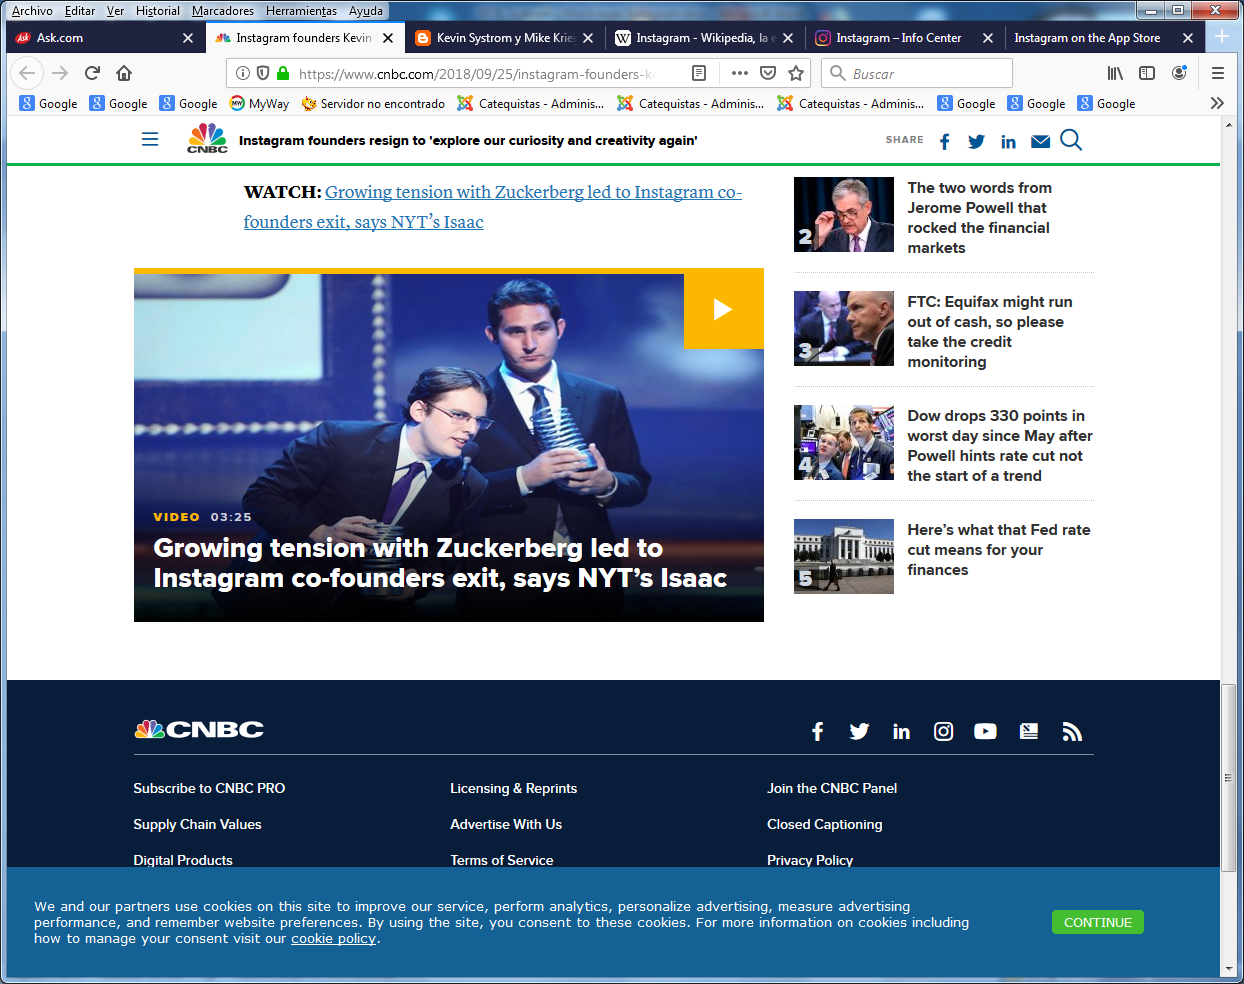 Archivo Editar Ver Historial Marcadores Herramientas Ayuda
Ask.com
Instagram founders Kevin
Kevin Systrom y Mike Krieg
Instagram - Wikipedia, la e
Instagram – Info Center
Instagram on the App Store
https://www.cnbc.com/2018/09/25/instagram-founders-ke
Buscar
Google Google Google MyWay Servidor no encontrado Catequistas - Adminis... Catequistas - Adminis... Catequistas - Adminis... Google Google Google
CNBC
Instagram founders resign to 'explore our curiosity and creativity again'
SHARE
WATCH: Growing tension with Zuckerberg led to Instagram co-
founders exit, says NYT’s Isaac
VIDEO 03:25
Growing tension with Zuckerberg led to
Instagram co-founders exit, says NYT’s Isaac
2
The two words from
Jerome Powell that
rocked the financial
markets
3
FTC: Equifax might run
out of cash, so please
take the credit
monitoring
4
Dow drops 330 points in
worst day since May after
Powell hints rate cut not
the start of a trend
5
Here’s what that Fed rate
cut means for your
finances
CNBC
Subscribe to CNBC PRO
Licensing & Reprints
Join the CNBC Panel
Supply Chain Values
Advertise With Us
Closed Captioning
Digital Products
Terms of Service
Privacy Policy
We and our partners use cookies on this site to improve our service, perform analytics, personalize advertising, measure advertising
performance, and remember website preferences. By using the site, you consent to these cookies. For more information on cookies including
how to manage your consent visit our cookie policy.
CONTINUE